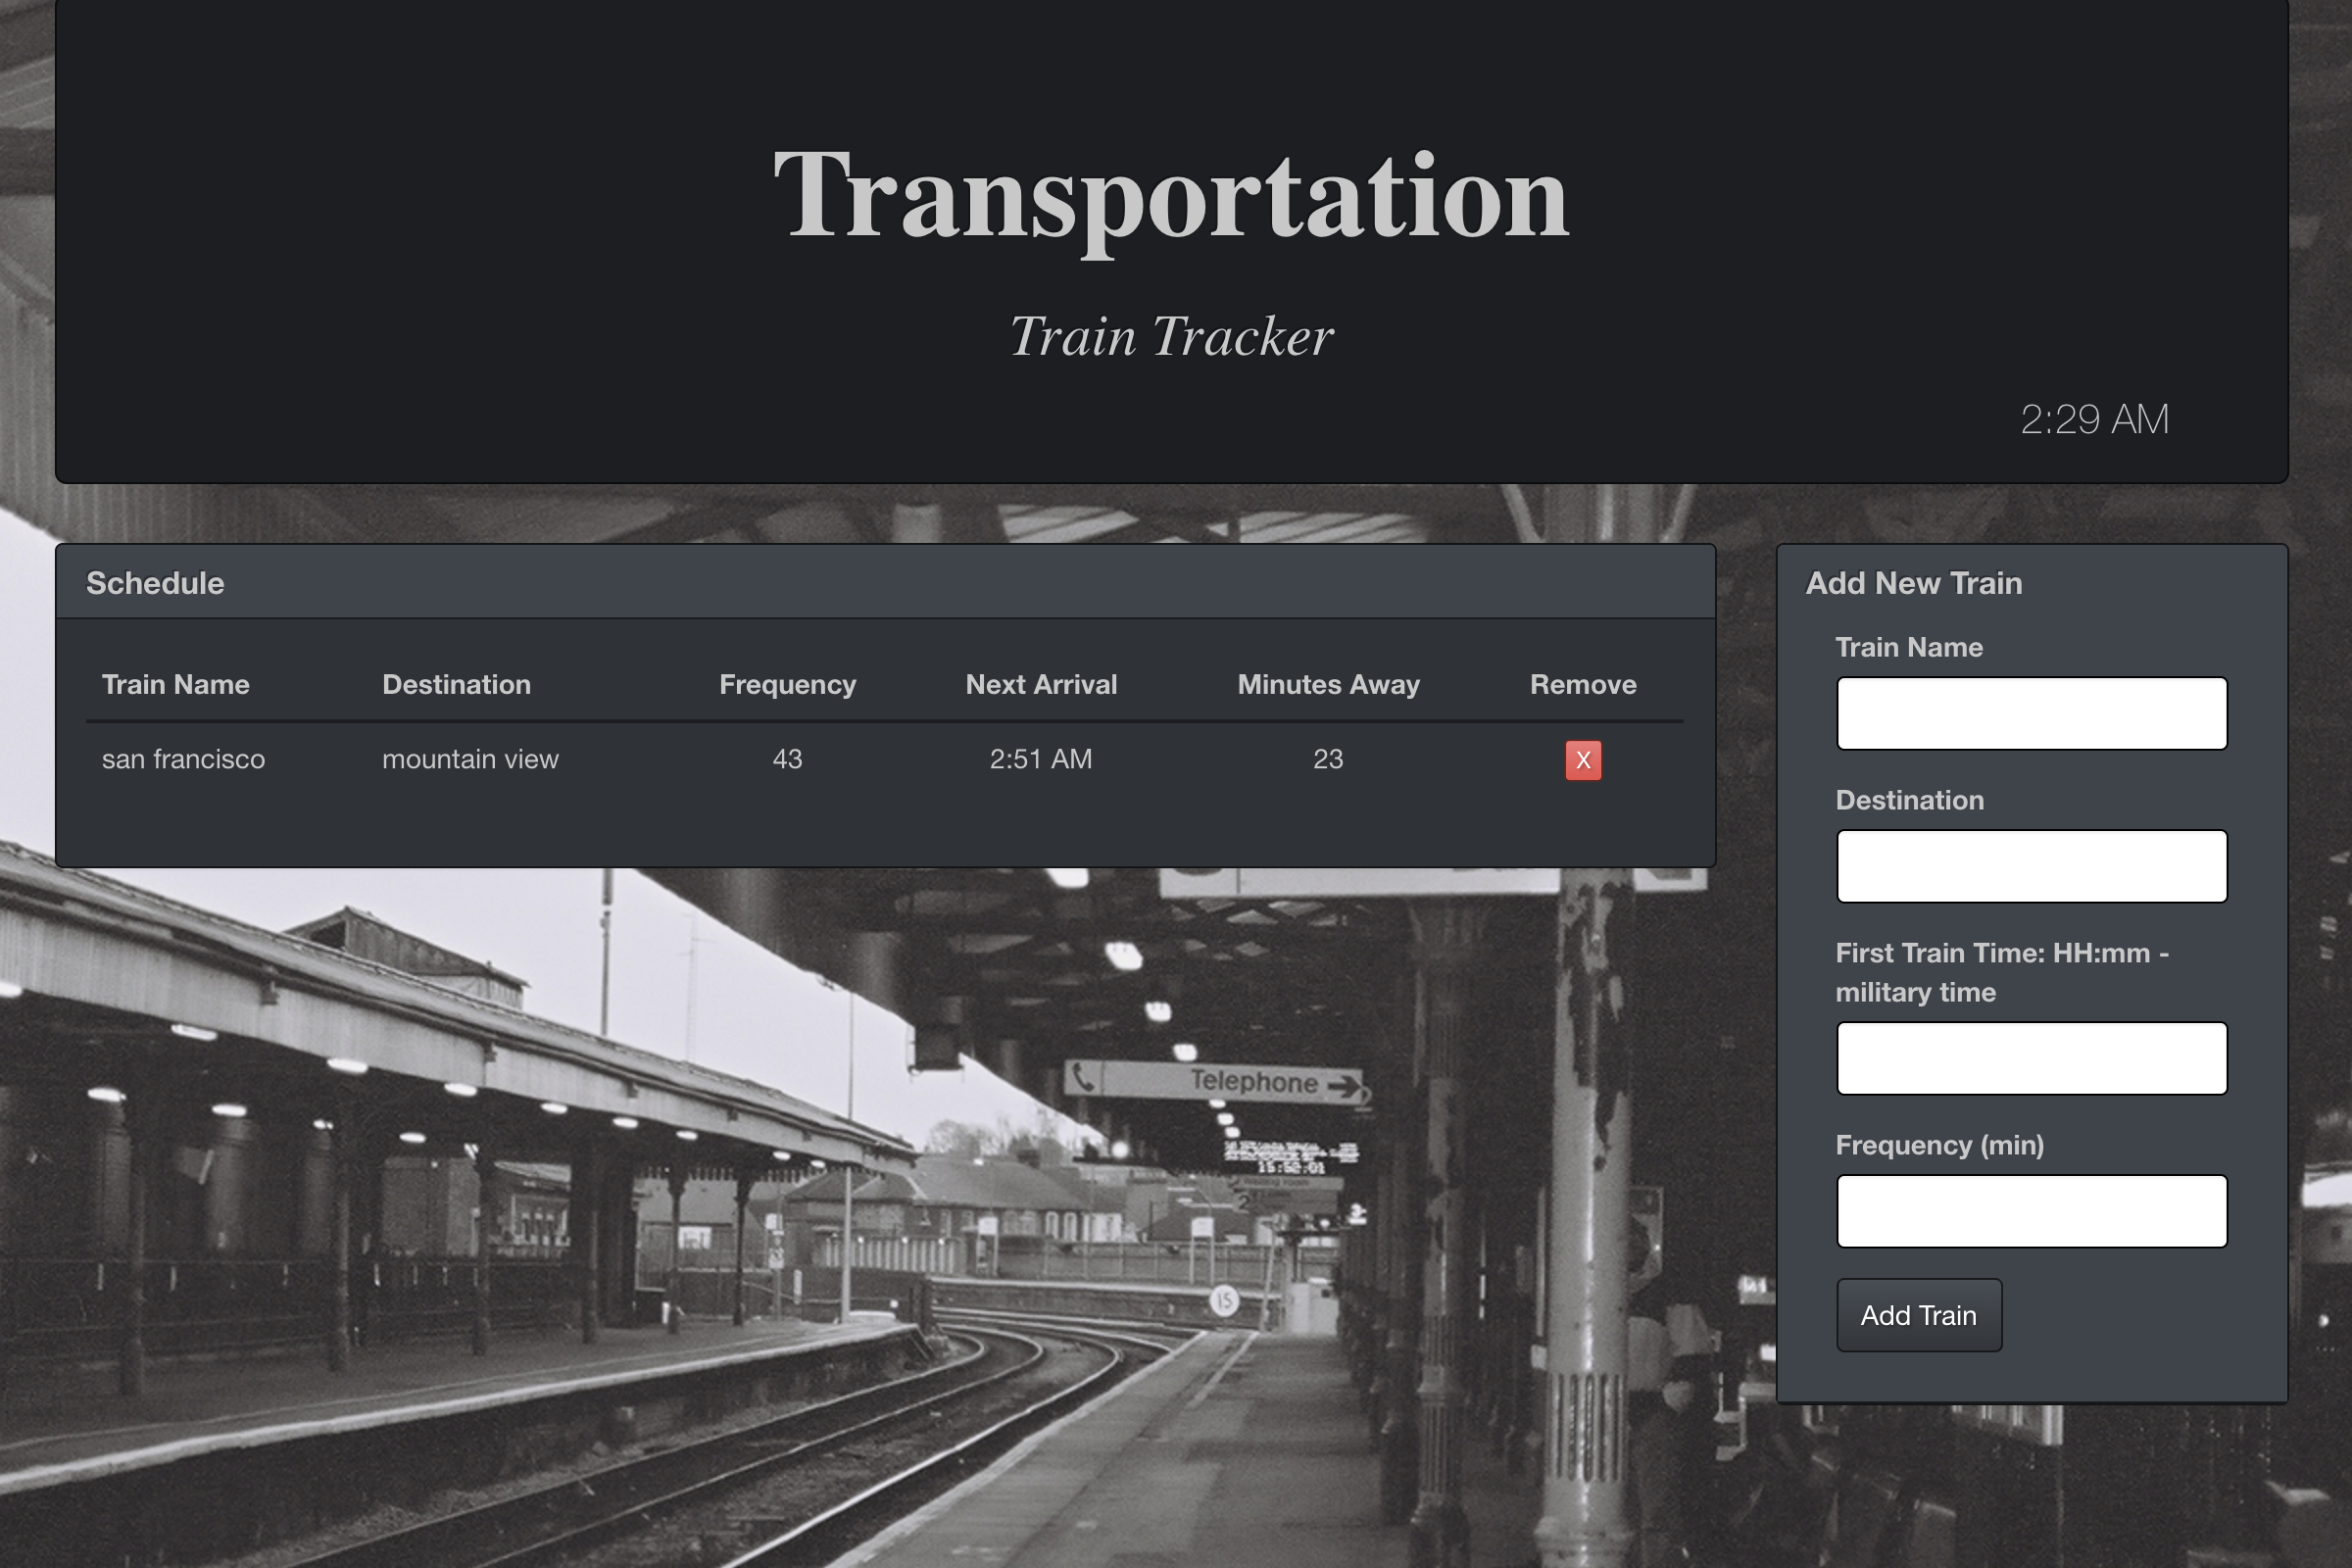 Transportation
Train Tracker
2:29 AM
Schedule
Train Name Destination Frequency Next Arrival Minutes Away Remove
san francisco mountain view 43 2:51 AM 23 X
Add New Train
Train Name
Destination
First Train Time: HH:mm -
military time
Frequency (min)
Add Train
Telephone
15:52:01
15